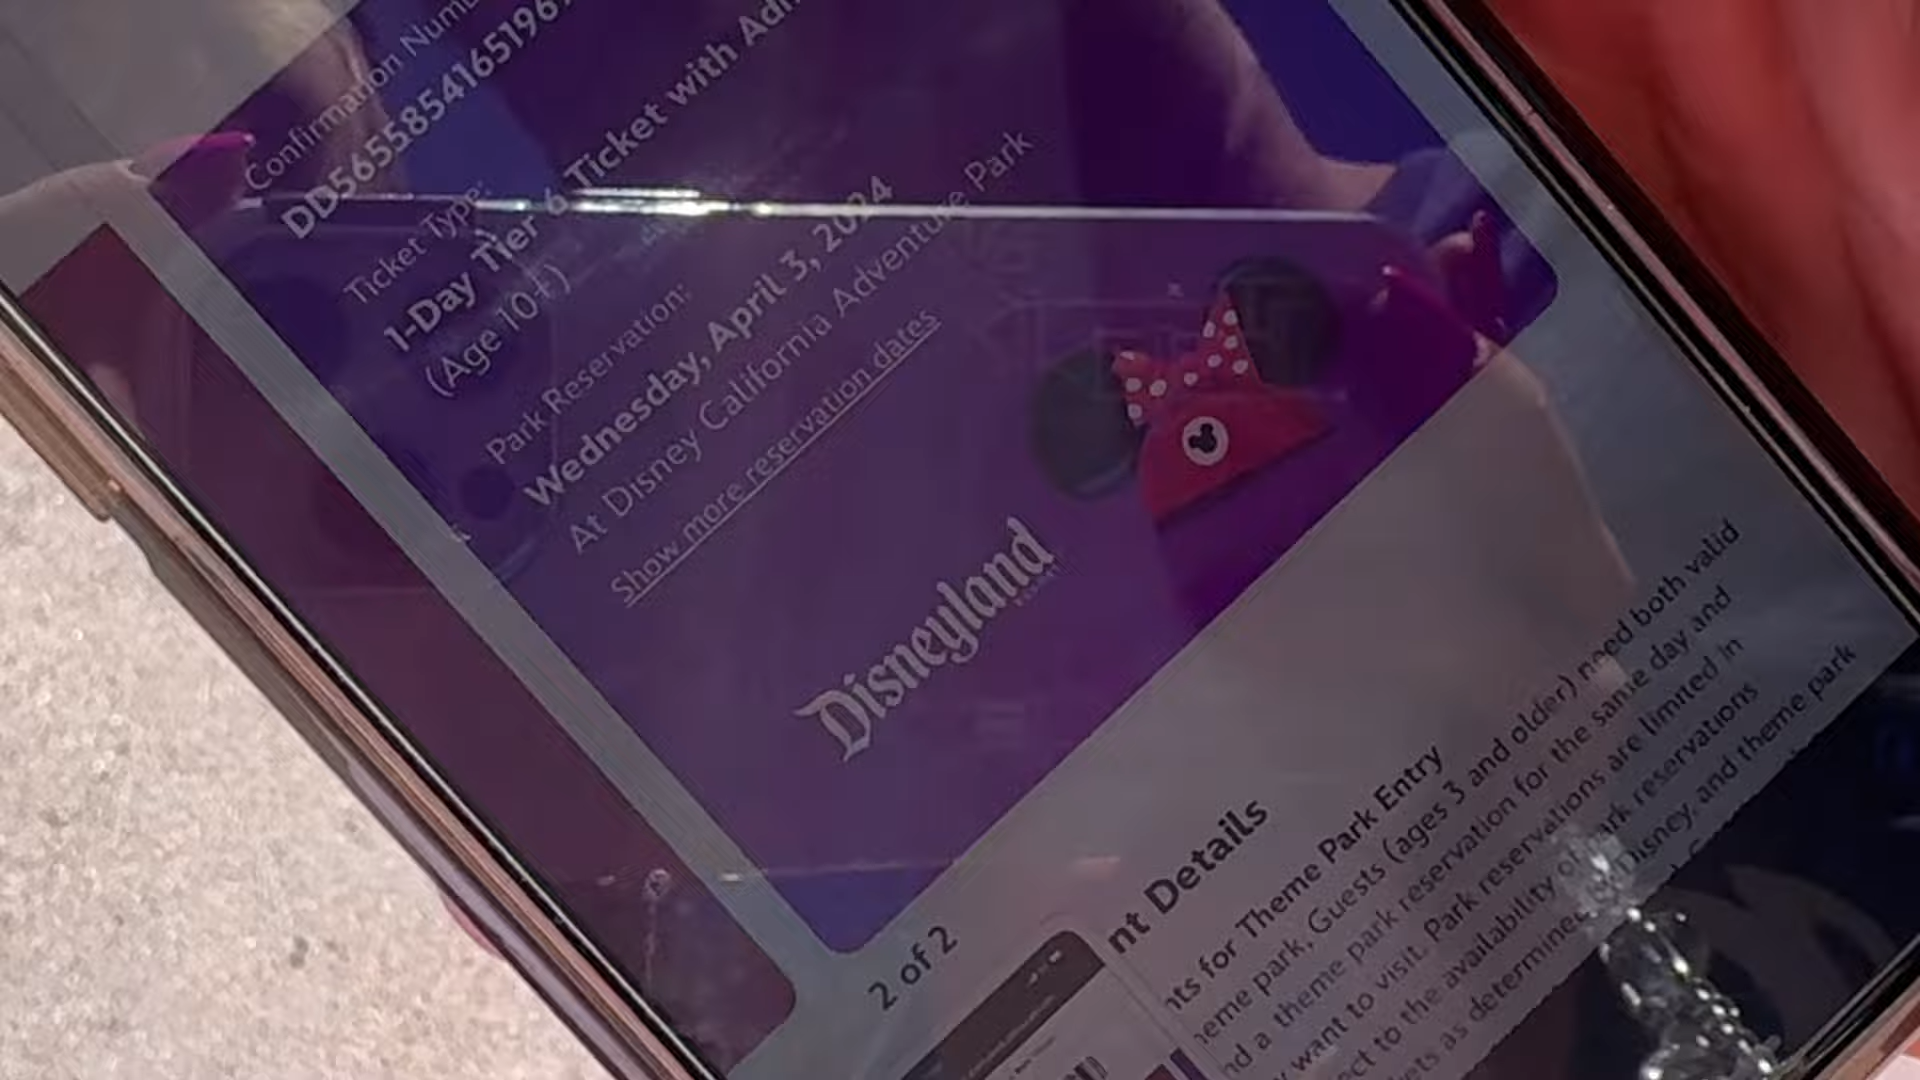 Confirmation
DD5655854165196
Ticket Type:
1-Day Tier 6 Ticket with
(Age 10+)
Park Reservation:
Wednesday, April 3, 2024
At Disney California Adventure Park
Show more reservation dates
Disneyland
2 of 2
nt Details
nts for Theme Park Entry
heme park, Guests (ages 3 and older) need both valid
nd a theme park reservation for the same day and
y want to visit. Park reservations are limited in
ect to the availability of park reservations
kets as determined Disney, and theme park